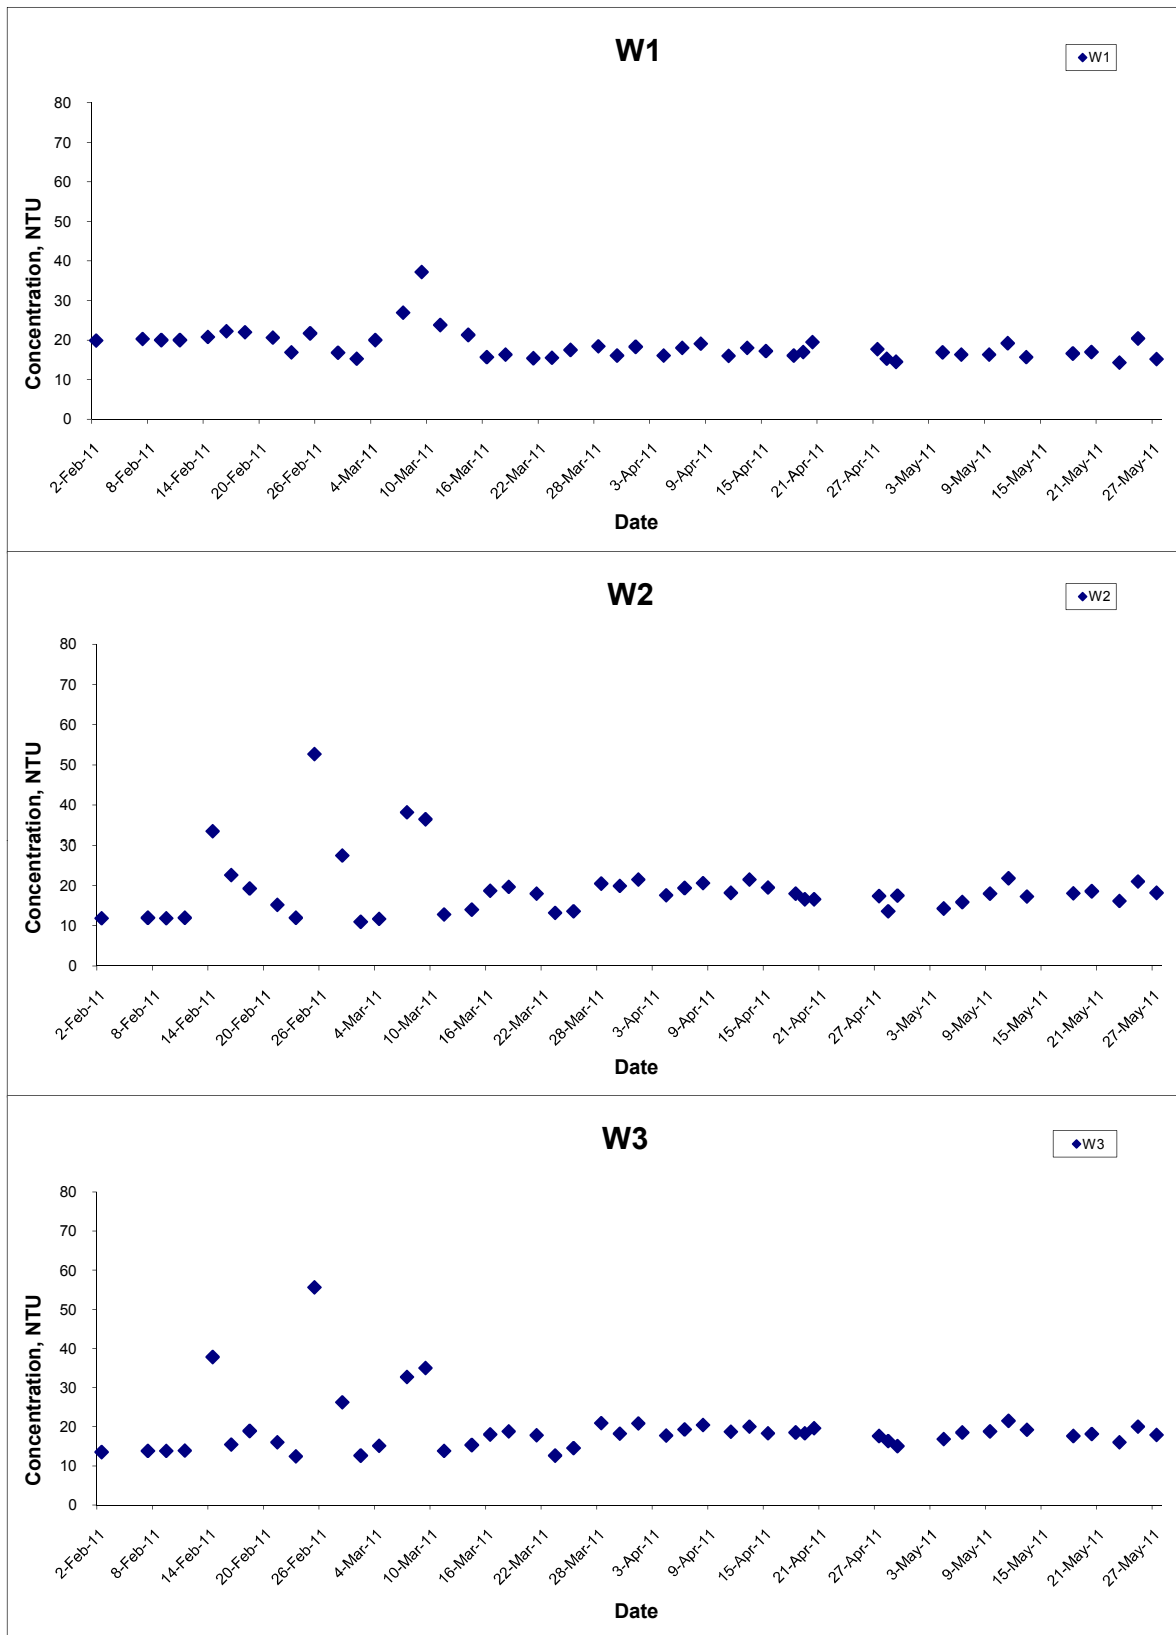 W1
W1
80
70
60
50
40
30
20
10
0
Concentration, NTU
2-Feb-11
8-Feb-11
14-Feb-11
20-Feb-11
26-Feb-11
4-Mar-11
10-Mar-11
16-Mar-11
22-Mar-11
28-Mar-11
3-Apr-11
9-Apr-11
15-Apr-11
21-Apr-11
27-Apr-11
3-May-11
9-May-11
15-May-11
21-May-11
27-May-11
Date
W2
W2
80
70
60
50
40
30
20
10
0
Concentration, NTU
2-Feb-11
8-Feb-11
14-Feb-11
20-Feb-11
26-Feb-11
4-Mar-11
10-Mar-11
16-Mar-11
22-Mar-11
28-Mar-11
3-Apr-11
9-Apr-11
15-Apr-11
21-Apr-11
27-Apr-11
3-May-11
9-May-11
15-May-11
21-May-11
27-May-11
Date
W3
W3
80
70
60
50
40
30
20
10
0
Concentration, NTU
2-Feb-11
8-Feb-11
14-Feb-11
20-Feb-11
26-Feb-11
4-Mar-11
10-Mar-11
16-Mar-11
22-Mar-11
28-Mar-11
3-Apr-11
9-Apr-11
15-Apr-11
21-Apr-11
27-Apr-11
3-May-11
9-May-11
15-May-11
21-May-11
27-May-11
Date